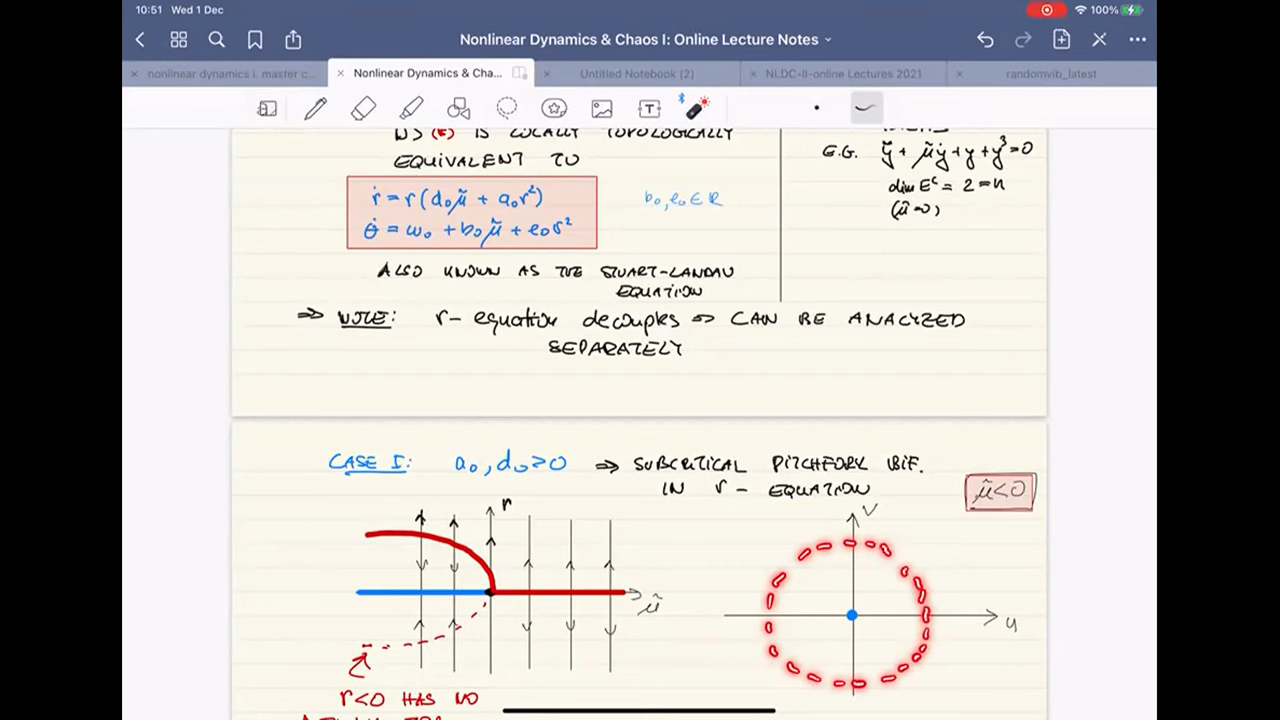 10:51 Wed 1 Dec
100%
Nonlinear Dynamics & Chaos I: Online Lecture Notes
nonlinear dynamics i. master c...
Nonlinear Dynamics & Cha...
Untitled Notebook (2)
NLDC-II-online Lectures 2021
randomvib_latest
IS LOCALLY TOPOLOGICALLY
EQUIVALENT TO
ṙ = r(d₀μ̃ + a₀r²)
b₀, e₀ ∈ ℝ
θ̇ = ω₀ + b₀μ̃ + e₀r²
ALSO KNOWN AS THE STUART-LANDAU
EQUATION
E.G. ÿ + μ̃ẏ + y + y³ = 0
dim Eᶜ = 2 = n
(μ̃=0)
⇒ NOTE: r- equation decouples ⇒ CAN BE ANALYZED
SEPARATELY
CASE I: a₀, d₀ > 0 ⇒ SUBCRITICAL PITCHFORK BIF.
IN r - EQUATION
μ̃<0
r
μ̃
v
u
r<0 HAS NO